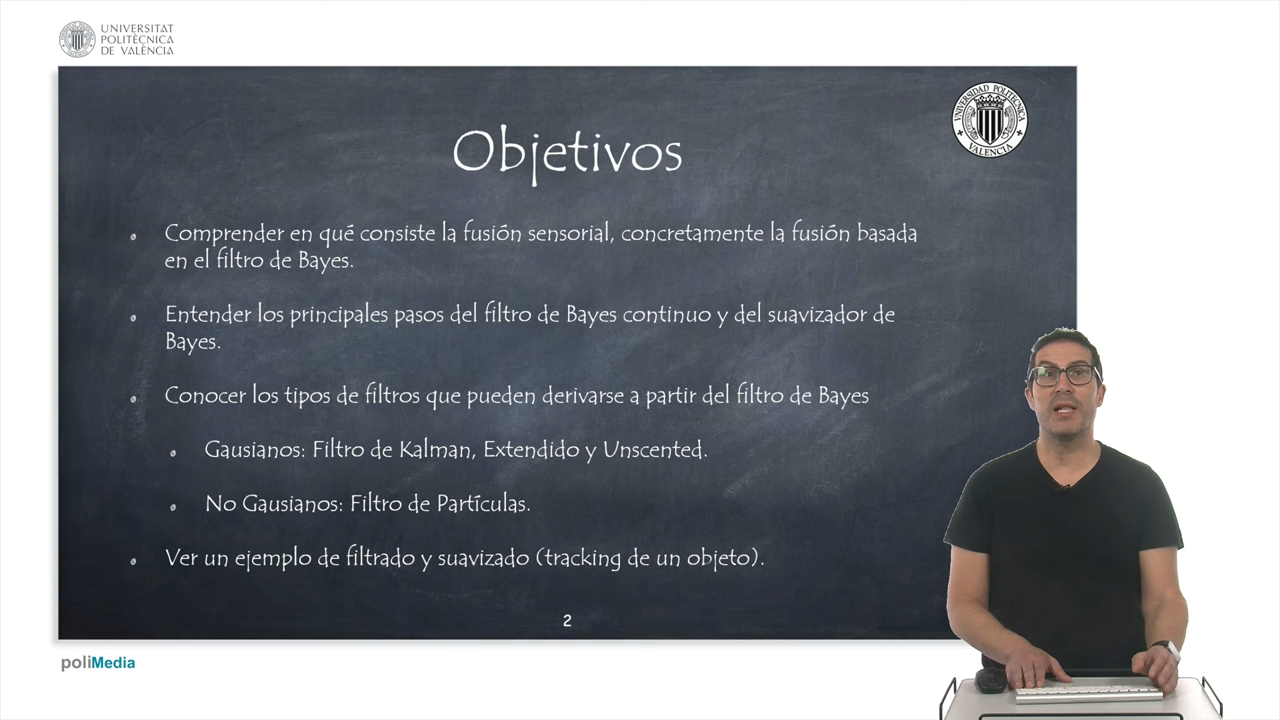 UNIVERSITAT
POLITÈCNICA
DE VALÈNCIA
UNIVERSIDAD POLITECNICA
VALENCIA
Objetivos
Comprender en qué consiste la fusión sensorial, concretamente la fusión basada
en el filtro de Bayes.
Entender los principales pasos del filtro de Bayes continuo y del suavizador de
Bayes.
Conocer los tipos de filtros que pueden derivarse a partir del filtro de Bayes
Gausianos: Filtro de Kalman, Extendido y Unscented.
No Gausianos: Filtro de Partículas.
Ver un ejemplo de filtrado y suavizado (tracking de un objeto).
2
poliMedia